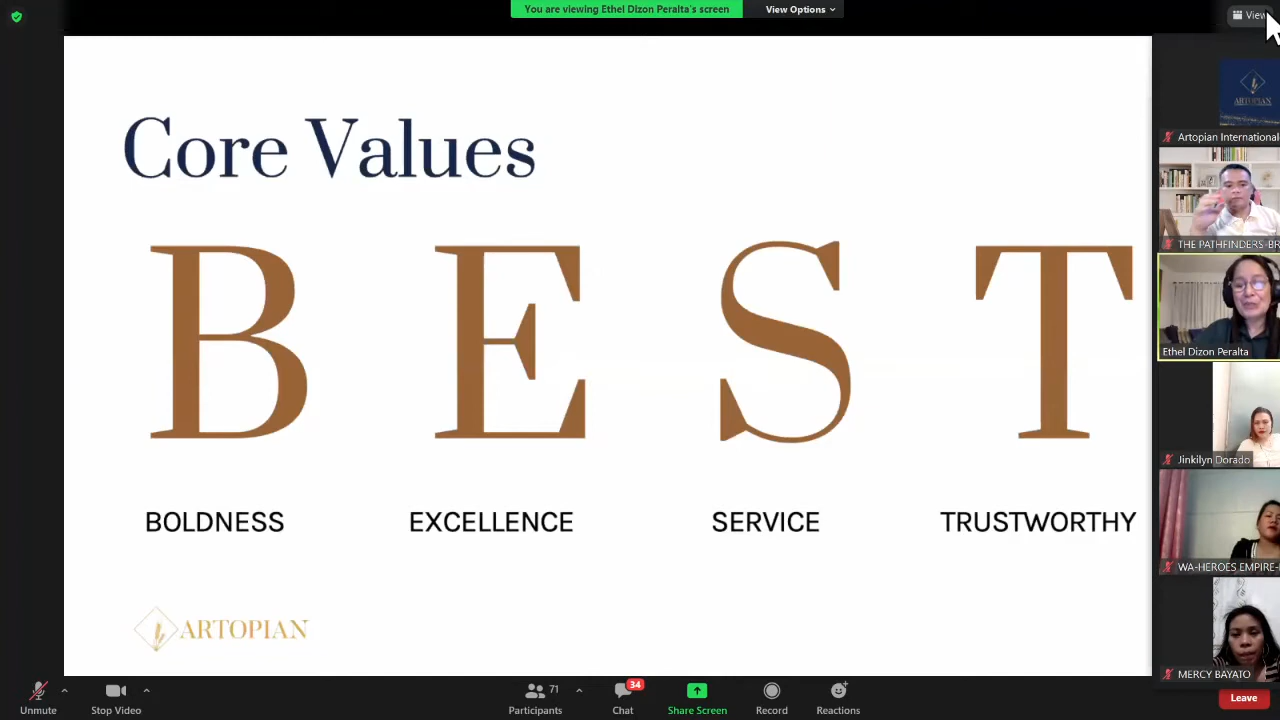 You are viewing Ethel Dizon Peralta's screen
View Options
View
Core Values
B E S T
BOLDNESS EXCELLENCE SERVICE TRUSTWORTHY
ARTOPIAN
ARTOPIAN
Artopian International
THE PATHFINDERS-BR
Ethel Dizon Peralta
Jinkilyn Dorado
WA-HEROES EMPIRE-
MERCY BAYATO
Unmute
Stop Video
71
Participants
34
Chat
Share Screen
Record
Reactions
Leave